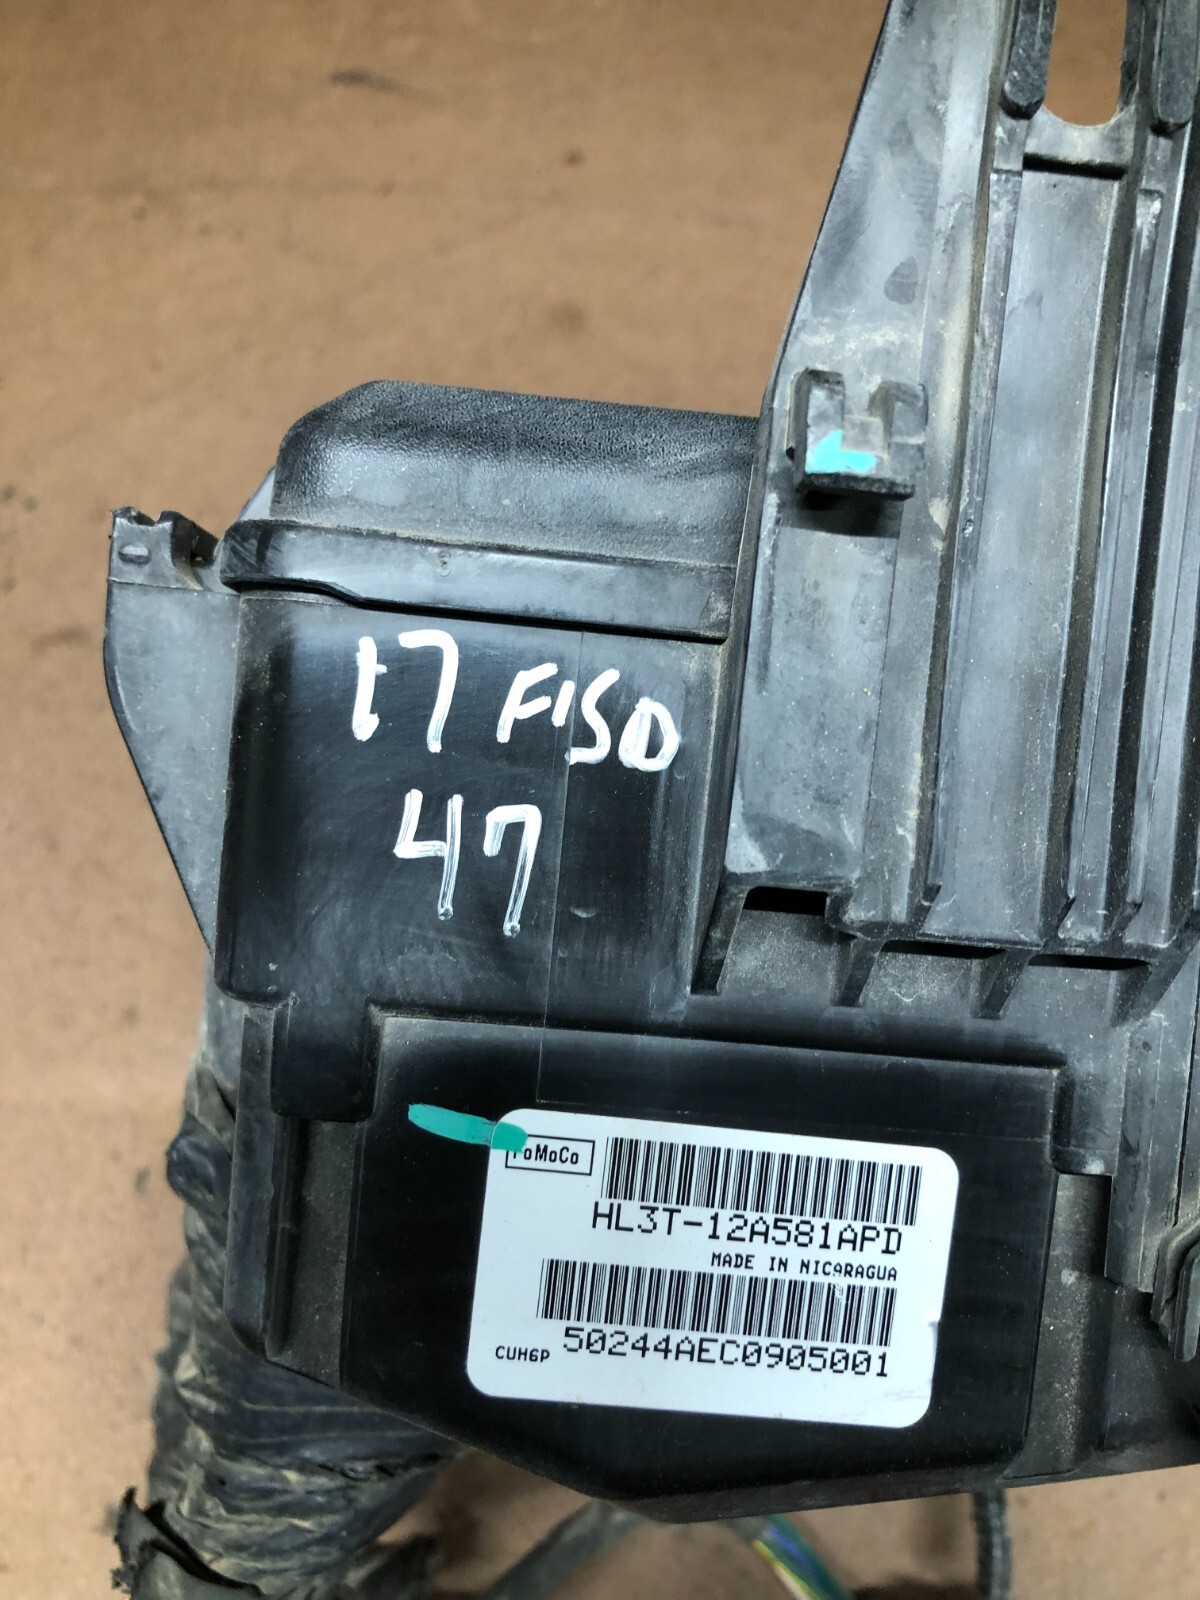 17 F150
47
FoMoCo
HL3T-12A581APD
MADE IN NICARAGUA
CUH6P 50244AEC0905001